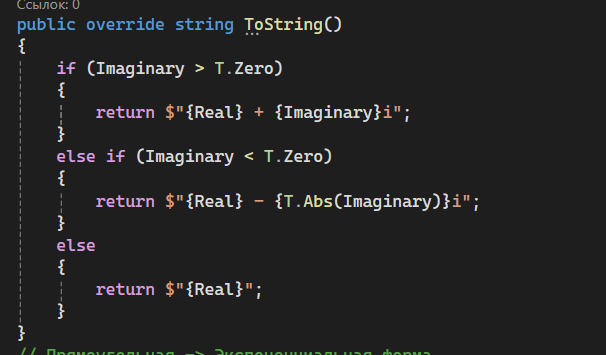 Ссылок: 0
public override string ToString()
{
if (Imaginary > T.Zero)
{
return $"{Real} + {Imaginary}i";
}
else if (Imaginary < T.Zero)
{
return $"{Real} - {T.Abs(Imaginary)}i";
}
else
{
return $"{Real}";
}
}
// Прямоугольная -> Экспоненциальная форма